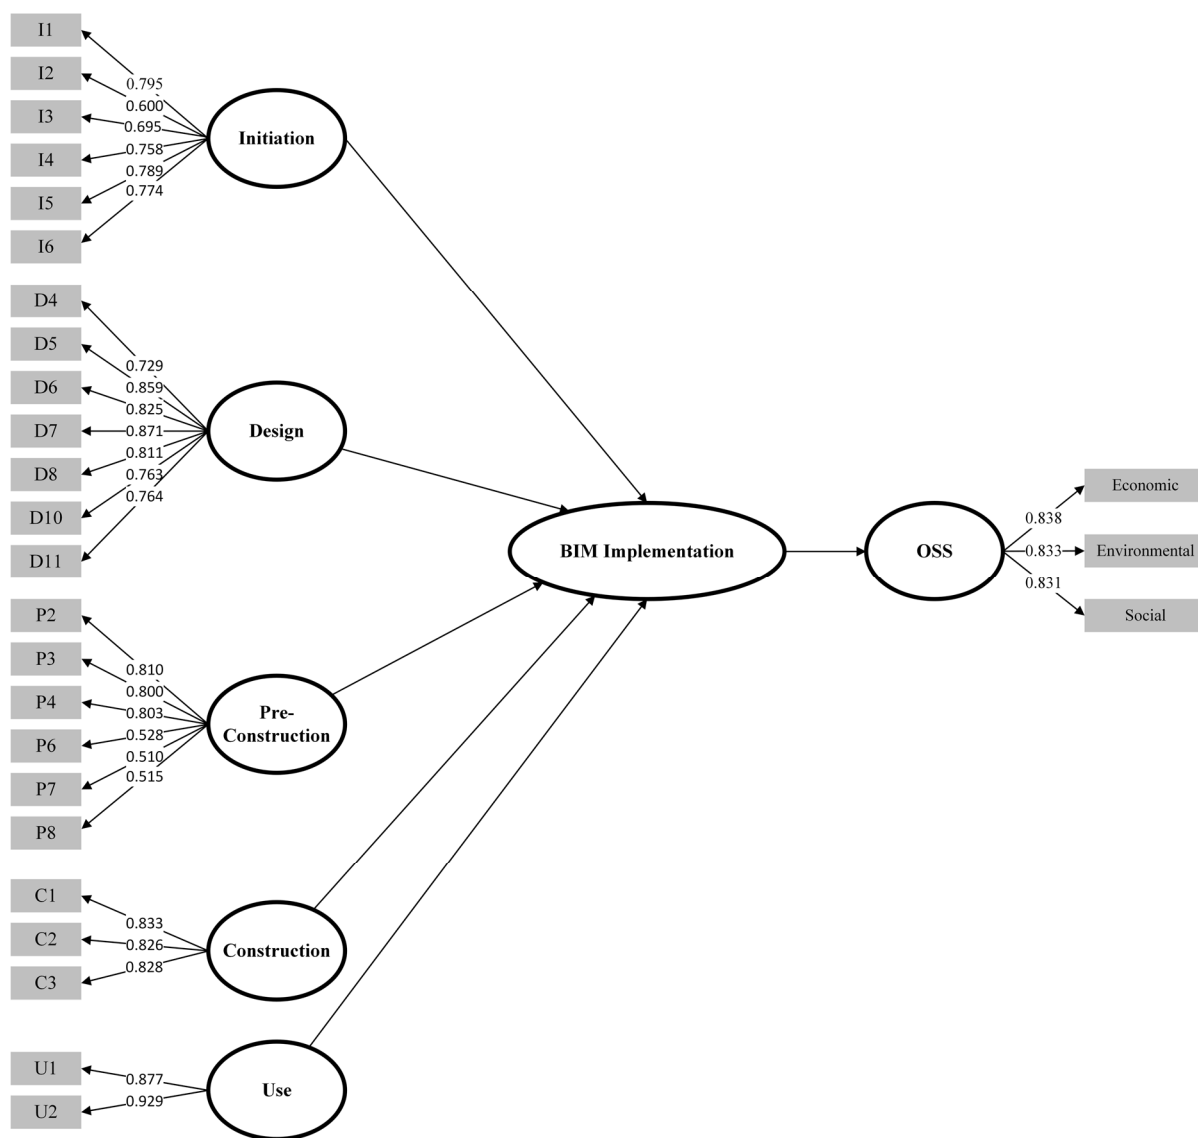 I1
I2
I3
I4
I5
I6
0.795
0.600
0.695
0.758
0.789
0.774
Initiation
D4
D5
D6
D7
D8
D10
D11
0.729
0.859
0.825
0.871
0.811
0.763
0.764
Design
P2
P3
P4
P6
P7
P8
0.810
0.800
0.803
0.528
0.510
0.515
Pre-
Construction
C1
C2
C3
0.833
0.826
0.828
Construction
U1
U2
0.877
0.929
Use
BIM Implementation
OSS
0.838
0.833
0.831
Economic
Environmental
Social